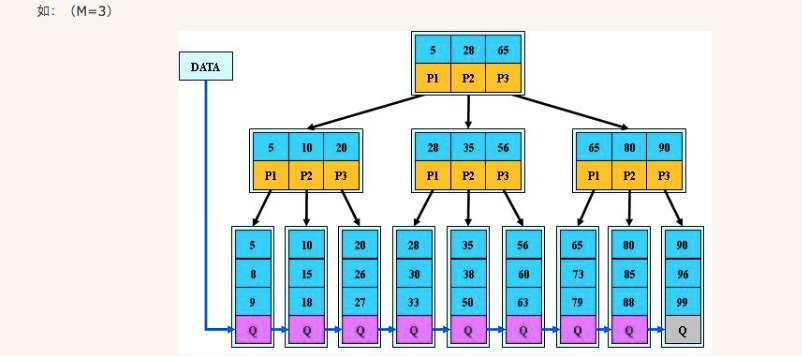 如：（M=3）
5 28 65
DATA
P1 P2 P3
5 10 20 28 35 56 65 80 90
P1 P2 P3 P1 P2 P3 P1 P2 P3
5 10 20 28 35 56 65 80 90
8 15 26 30 38 60 73 85 96
9 18 27 33 50 63 79 88 99
Q Q Q Q Q Q Q Q Q